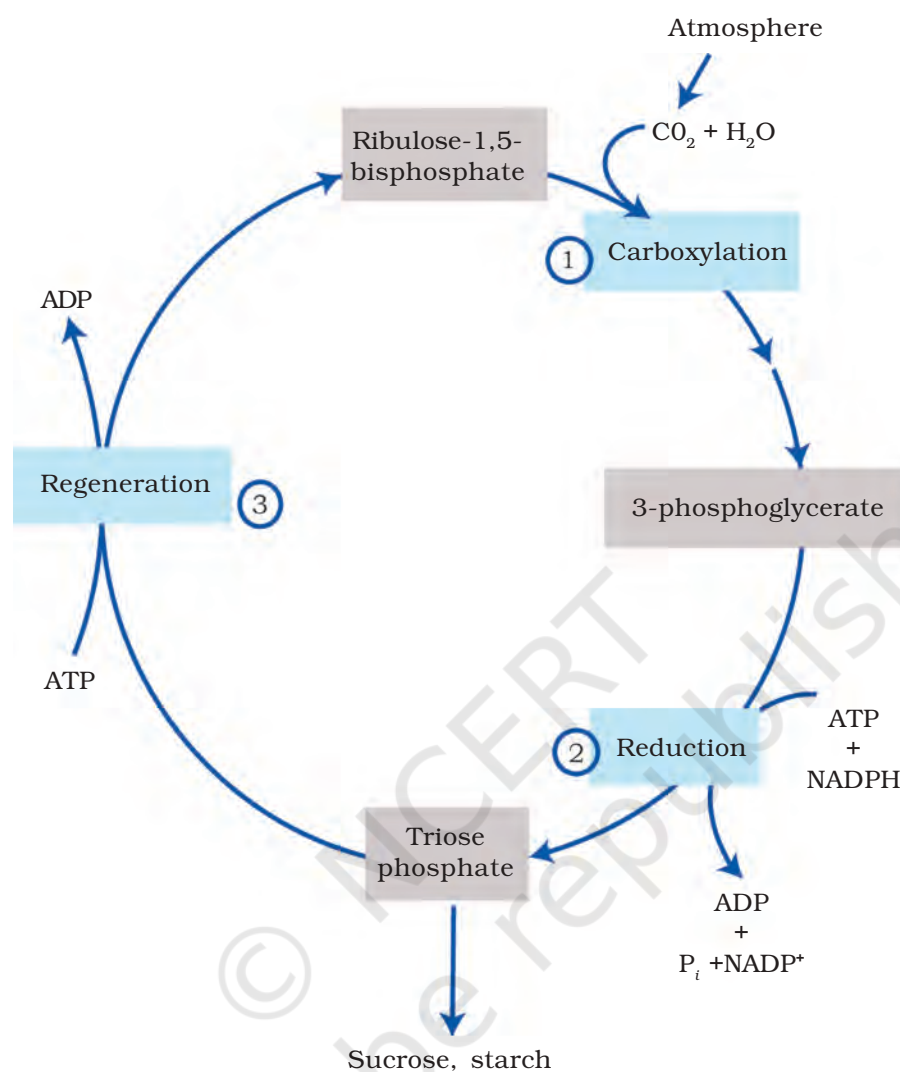 Atmosphere
C0₂ + H₂O
Ribulose-1,5-
bisphosphate
1
Carboxylation
ADP
Regeneration
3
3-phosphoglycerate
ATP
2
Reduction
ATP
+
NADPH
Triose
phosphate
ADP
+
Pᵢ +NADP⁺
Sucrose, starch
© NCERT
be republish